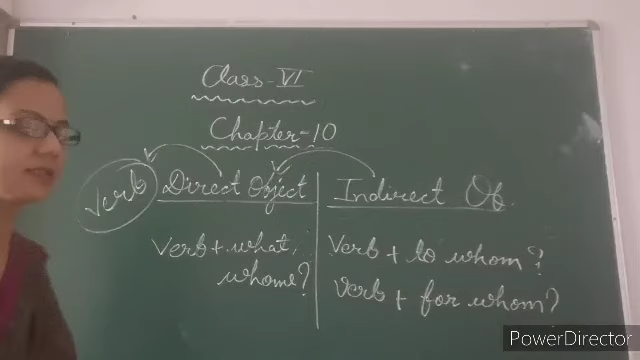 Class-VI
Chapter-10
verb Direct Object Indirect Ob.
verb + what, Verb + to whom?
whome? Verb + for whom?
PowerDirector